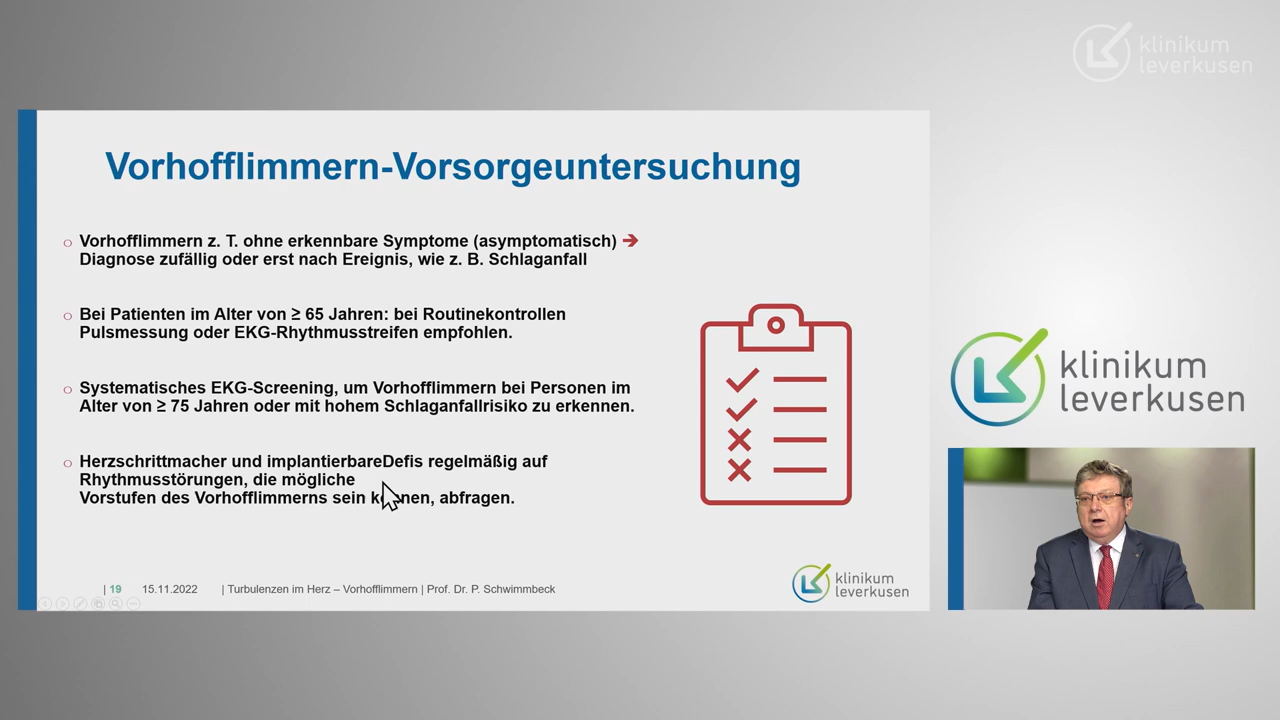 klinikum
leverkusen
Vorhofflimmern-Vorsorgeuntersuchung
Vorhofflimmern z. T. ohne erkennbare Symptome (asymptomatisch) ➔
Diagnose zufällig oder erst nach Ereignis, wie z. B. Schlaganfall
Bei Patienten im Alter von ≥ 65 Jahren: bei Routinekontrollen
Pulsmessung oder EKG-Rhythmusstreifen empfohlen.
Systematisches EKG-Screening, um Vorhofflimmern bei Personen im
Alter von ≥ 75 Jahren oder mit hohem Schlaganfallrisiko zu erkennen.
Herzschrittmacher und implantierbareDefis regelmäßig auf
Rhythmusstörungen, die mögliche
Vorstufen des Vorhofflimmerns sein können, abfragen.
| 19 15.11.2022 | Turbulenzen im Herz – Vorhofflimmern | Prof. Dr. P. Schwimmbeck
klinikum
leverkusen
klinikum
leverkusen